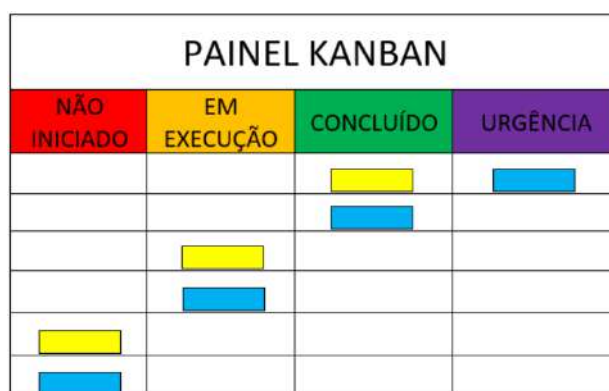 PAINEL KANBAN
NÃO
INICIADO
EM
EXECUÇÃO
CONCLUÍDO
URGÊNCIA